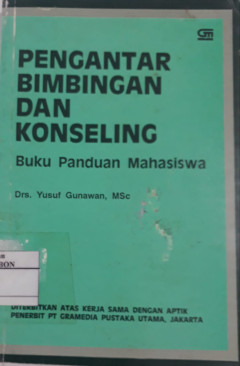 GM
PENGANTAR
BIMBINGAN
DAN
KONSELING
Buku Panduan Mahasiswa
Drs. Yusuf Gunawan, MSc
DITERBITKAN ATAS KERJA SAMA DENGAN APTIK
PENERBIT PT GRAMEDIA PUSTAKA UTAMA, JAKARTA